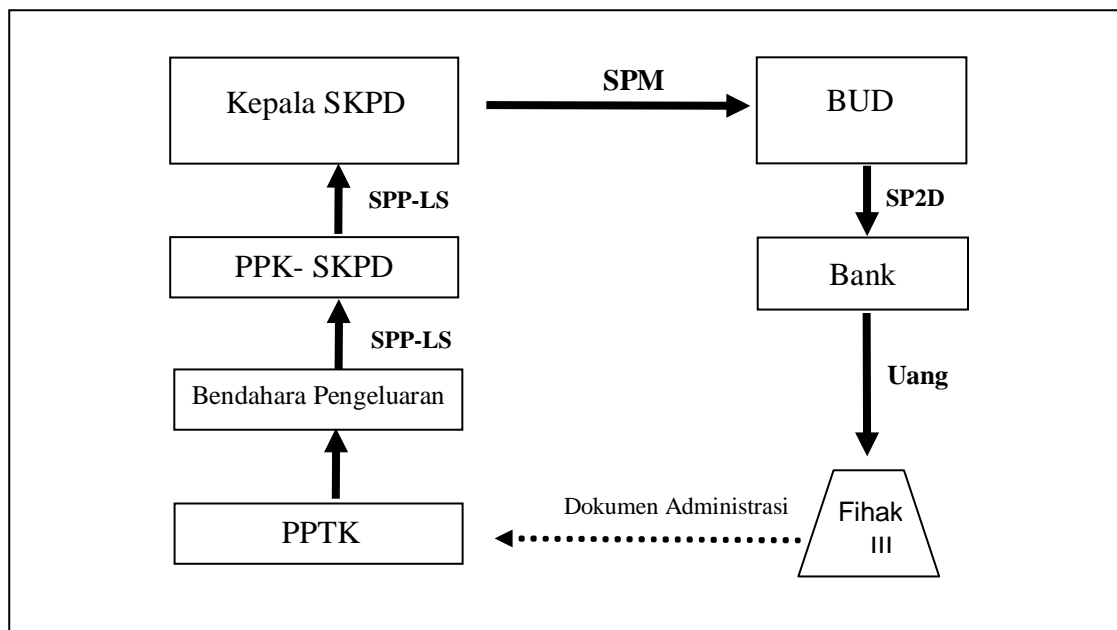 Kepala SKPD
SPM
BUD
SPP-LS
SP2D
PPK- SKPD
Bank
SPP-LS
Uang
Bendahara Pengeluaran
Dokumen Administrasi
Fihak
III
PPTK